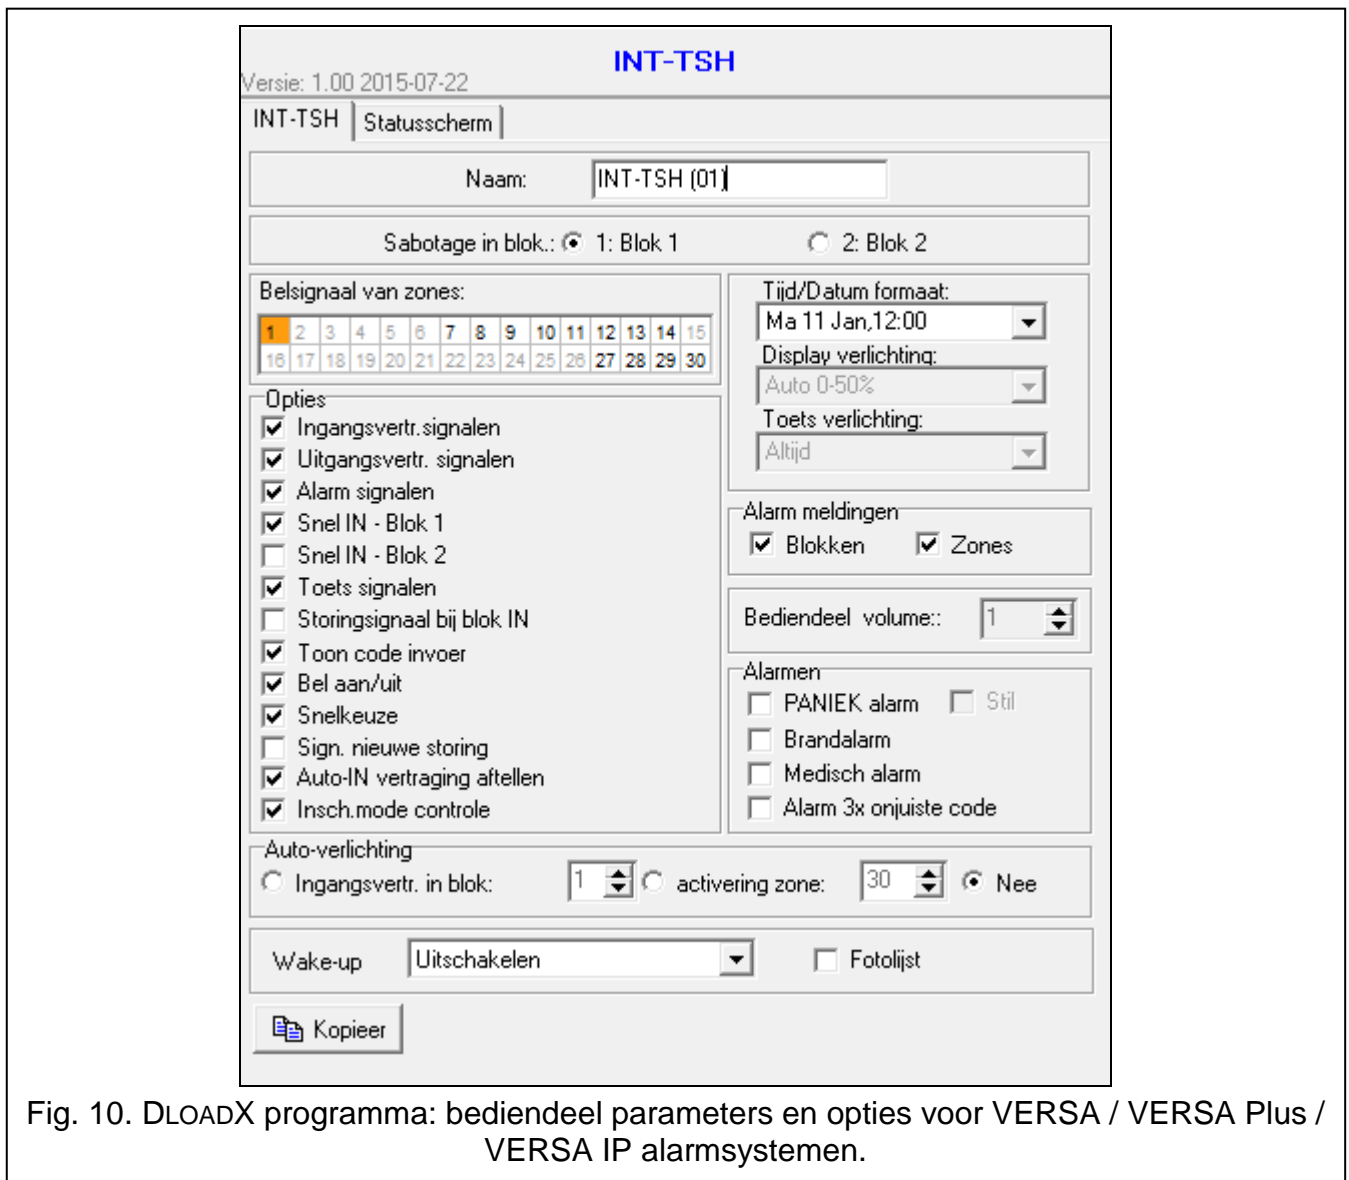 INT-TSH
Versie: 1.00 2015-07-22
INT-TSH Statusscherm
Naam: INT-TSH (01)
Sabotage in blok.: 1: Blok 1 2: Blok 2
Belsignaal van zones:
1 2 3 4 5 6 7 8 9 10 11 12 13 14 15
16 17 18 19 20 21 22 23 24 25 26 27 28 29 30
Opties
Ingangsvertr.signalen
Uitgangsvertr. signalen
Alarm signalen
Snel IN - Blok 1
Snel IN - Blok 2
Toets signalen
Storingsignaal bij blok IN
Toon code invoer
Bel aan/uit
Snelkeuze
Sign. nieuwe storing
Auto-IN vertraging aftellen
Insch.mode controle
Tijd/Datum formaat:
Ma 11 Jan,12:00
Display verlichting:
Auto 0-50%
Toets verlichting:
Altijd
Alarm meldingen
Blokken Zones
Bediendeel volume:: 1
Alarmen
PANIEK alarm Stil
Brandalarm
Medisch alarm
Alarm 3x onjuiste code
Auto-verlichting
Ingangsvertr. in blok: 1 activering zone: 30 Nee
Wake-up Uitschakelen Fotolijst
Kopieer
Fig. 10. DLOADX programma: bediendeel parameters en opties voor VERSA / VERSA Plus /
VERSA IP alarmsystemen.